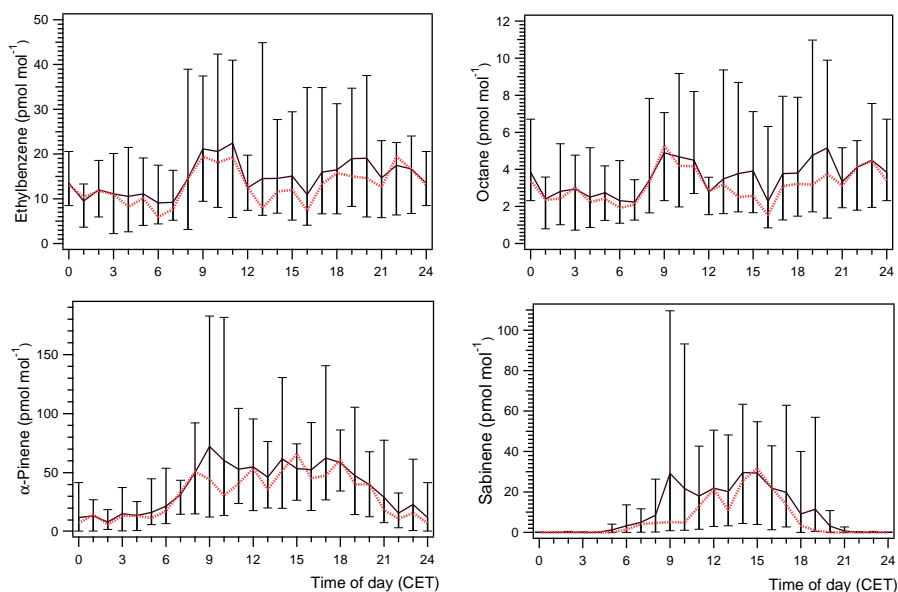 50
40
30
20
10
0
Ethylbenzene (pmol mol⁻¹)
0 3 6 9 12 15 18 21 24
12
10
8
6
4
2
0
Octane (pmol mol⁻¹)
0 3 6 9 12 15 18 21 24
150
100
50
0
α-Pinene (pmol mol⁻¹)
0 3 6 9 12 15 18 21 24
Time of day (CET)
100
80
60
40
20
0
Sabinene (pmol mol⁻¹)
0 3 6 9 12 15 18 21 24
Time of day (CET)